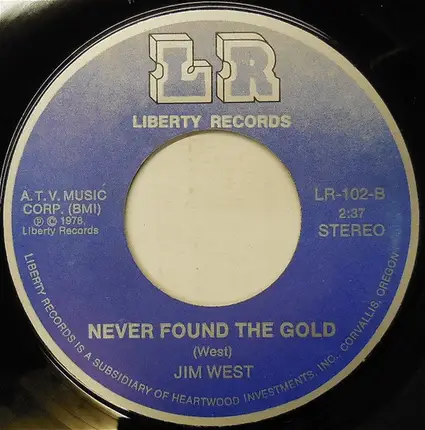 LR
LIBERTY RECORDS
A.T.V. MUSIC
CORP. (BMI)
Ⓟ © 1978
Liberty Records
LR-102-B
2:37
STEREO
NEVER FOUND THE GOLD
(West)
JIM WEST
LIBERTY RECORDS IS A SUBSIDIARY OF HEARTWOOD INVESTMENTS, INC., CORVALLIS, OREGON